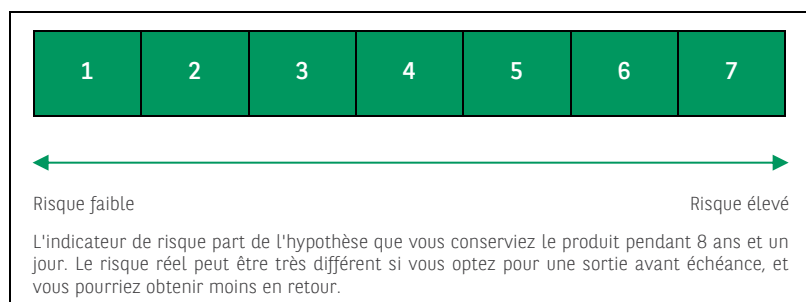 1 2 3 4 5 6 7
Risque faible Risque élevé
L'indicateur de risque part de l'hypothèse que vous conserviez le produit pendant 8 ans et un
jour. Le risque réel peut être très différent si vous optez pour une sortie avant échéance, et
vous pourriez obtenir moins en retour.